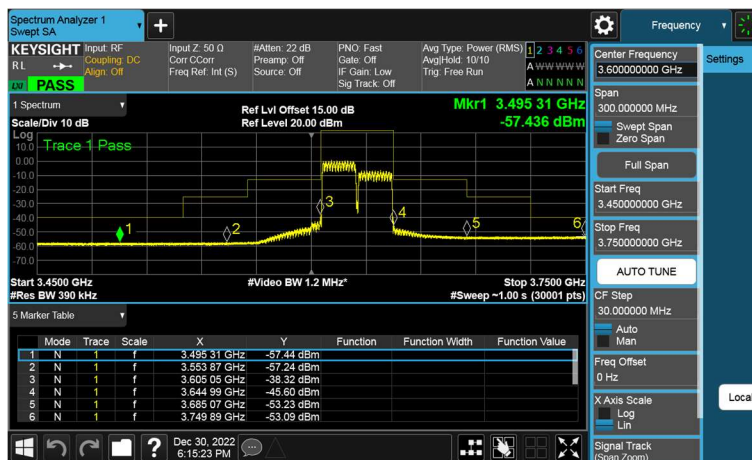 Spectrum Analyzer 1
Swept SA
Frequency
KEYSIGHT
RL
LXI
PASS
Input: RF
Coupling: DC
Align: Off
Input Z: 50 Ω
Corr CCorr
Freq Ref: Int (S)
#Atten: 22 dB
Preamp: Off
Source: Off
PNO: Fast
Gate: Off
IF Gain: Low
Sig Track: Off
Avg Type: Power (RMS)
Avg|Hold: 10/10
Trig: Free Run
1 2 3 4 5 6
A W W W W W
A N N N N N
1 Spectrum
Scale/Div 10 dB
Ref Lvl Offset 15.00 dB
Ref Level 20.00 dBm
Mkr1 3.495 31 GHz
-57.436 dBm
Log
Trace 1 Pass
10.0
0.00
-10.0
-20.0
-30.0
-40.0
-50.0
-60.0
-70.0
1
2
3
4
5
6
Start 3.4500 GHz
#Res BW 390 kHz
#Video BW 1.2 MHz*
Stop 3.7500 GHz
#Sweep ~1.00 s (30001 pts)
5 Marker Table
Mode Trace Scale X Y Function Function Width Function Value
1 N 1 f 3.495 31 GHz -57.44 dBm
2 N 1 f 3.553 87 GHz -57.24 dBm
3 N 1 f 3.605 05 GHz -38.32 dBm
4 N 1 f 3.644 99 GHz -45.60 dBm
5 N 1 f 3.685 07 GHz -53.23 dBm
6 N 1 f 3.749 89 GHz -53.09 dBm
?
Dec 30, 2022
6:15:23 PM
Center Frequency
3.600000000 GHz
Settings
Span
300.000000 MHz
Swept Span
Zero Span
Full Span
Start Freq
3.450000000 GHz
Stop Freq
3.750000000 GHz
AUTO TUNE
CF Step
30.000000 MHz
Auto
Man
Freq Offset
0 Hz
Local
X Axis Scale
Log
Lin
Signal Track
(Span Zoom)